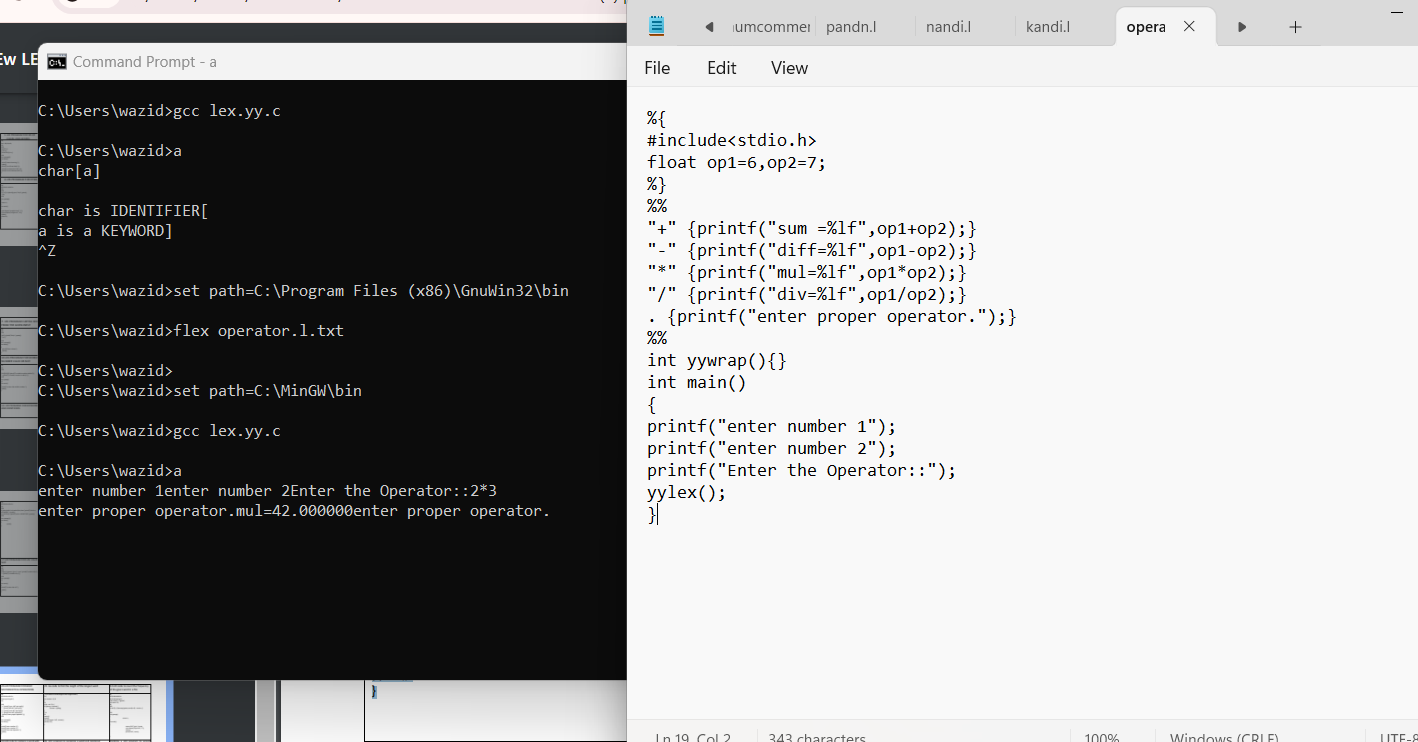 Ew LE
Command Prompt - a
C:\Users\wazid>gcc lex.yy.c
C:\Users\wazid>a
char[a]
char is IDENTIFIER[
a is a KEYWORD]
^Z
C:\Users\wazid>set path=C:\Program Files (x86)\GnuWin32\bin
C:\Users\wazid>flex operator.l.txt
C:\Users\wazid>
C:\Users\wazid>set path=C:\MinGW\bin
C:\Users\wazid>gcc lex.yy.c
C:\Users\wazid>a
enter number 1enter number 2Enter the Operator::2*3
enter proper operator.mul=42.000000enter proper operator.
umcommer pandn.l nandi.l kandi.l opera
File Edit View
%{
#include<stdio.h>
float op1=6,op2=7;
%}
%%
"+" {printf("sum =%lf",op1+op2);}
"-" {printf("diff=%lf",op1-op2);}
"*" {printf("mul=%lf",op1*op2);}
"/" {printf("div=%lf",op1/op2);}
. {printf("enter proper operator.");}
%%
int yywrap(){}
int main()
{
printf("enter number 1");
printf("enter number 2");
printf("Enter the Operator::");
yylex();
}
Ln 19, Col 2 343 characters 100% Windows (CRLF) UTF-8